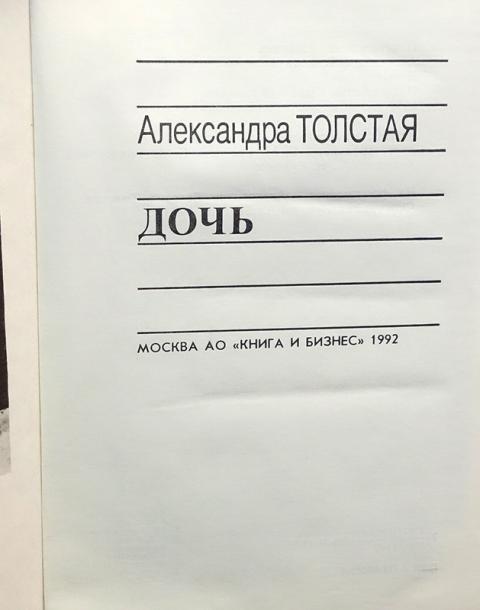 Александра ТОЛСТАЯ
ДОЧЬ
МОСКВА АО «КНИГА И БИЗНЕС» 1992